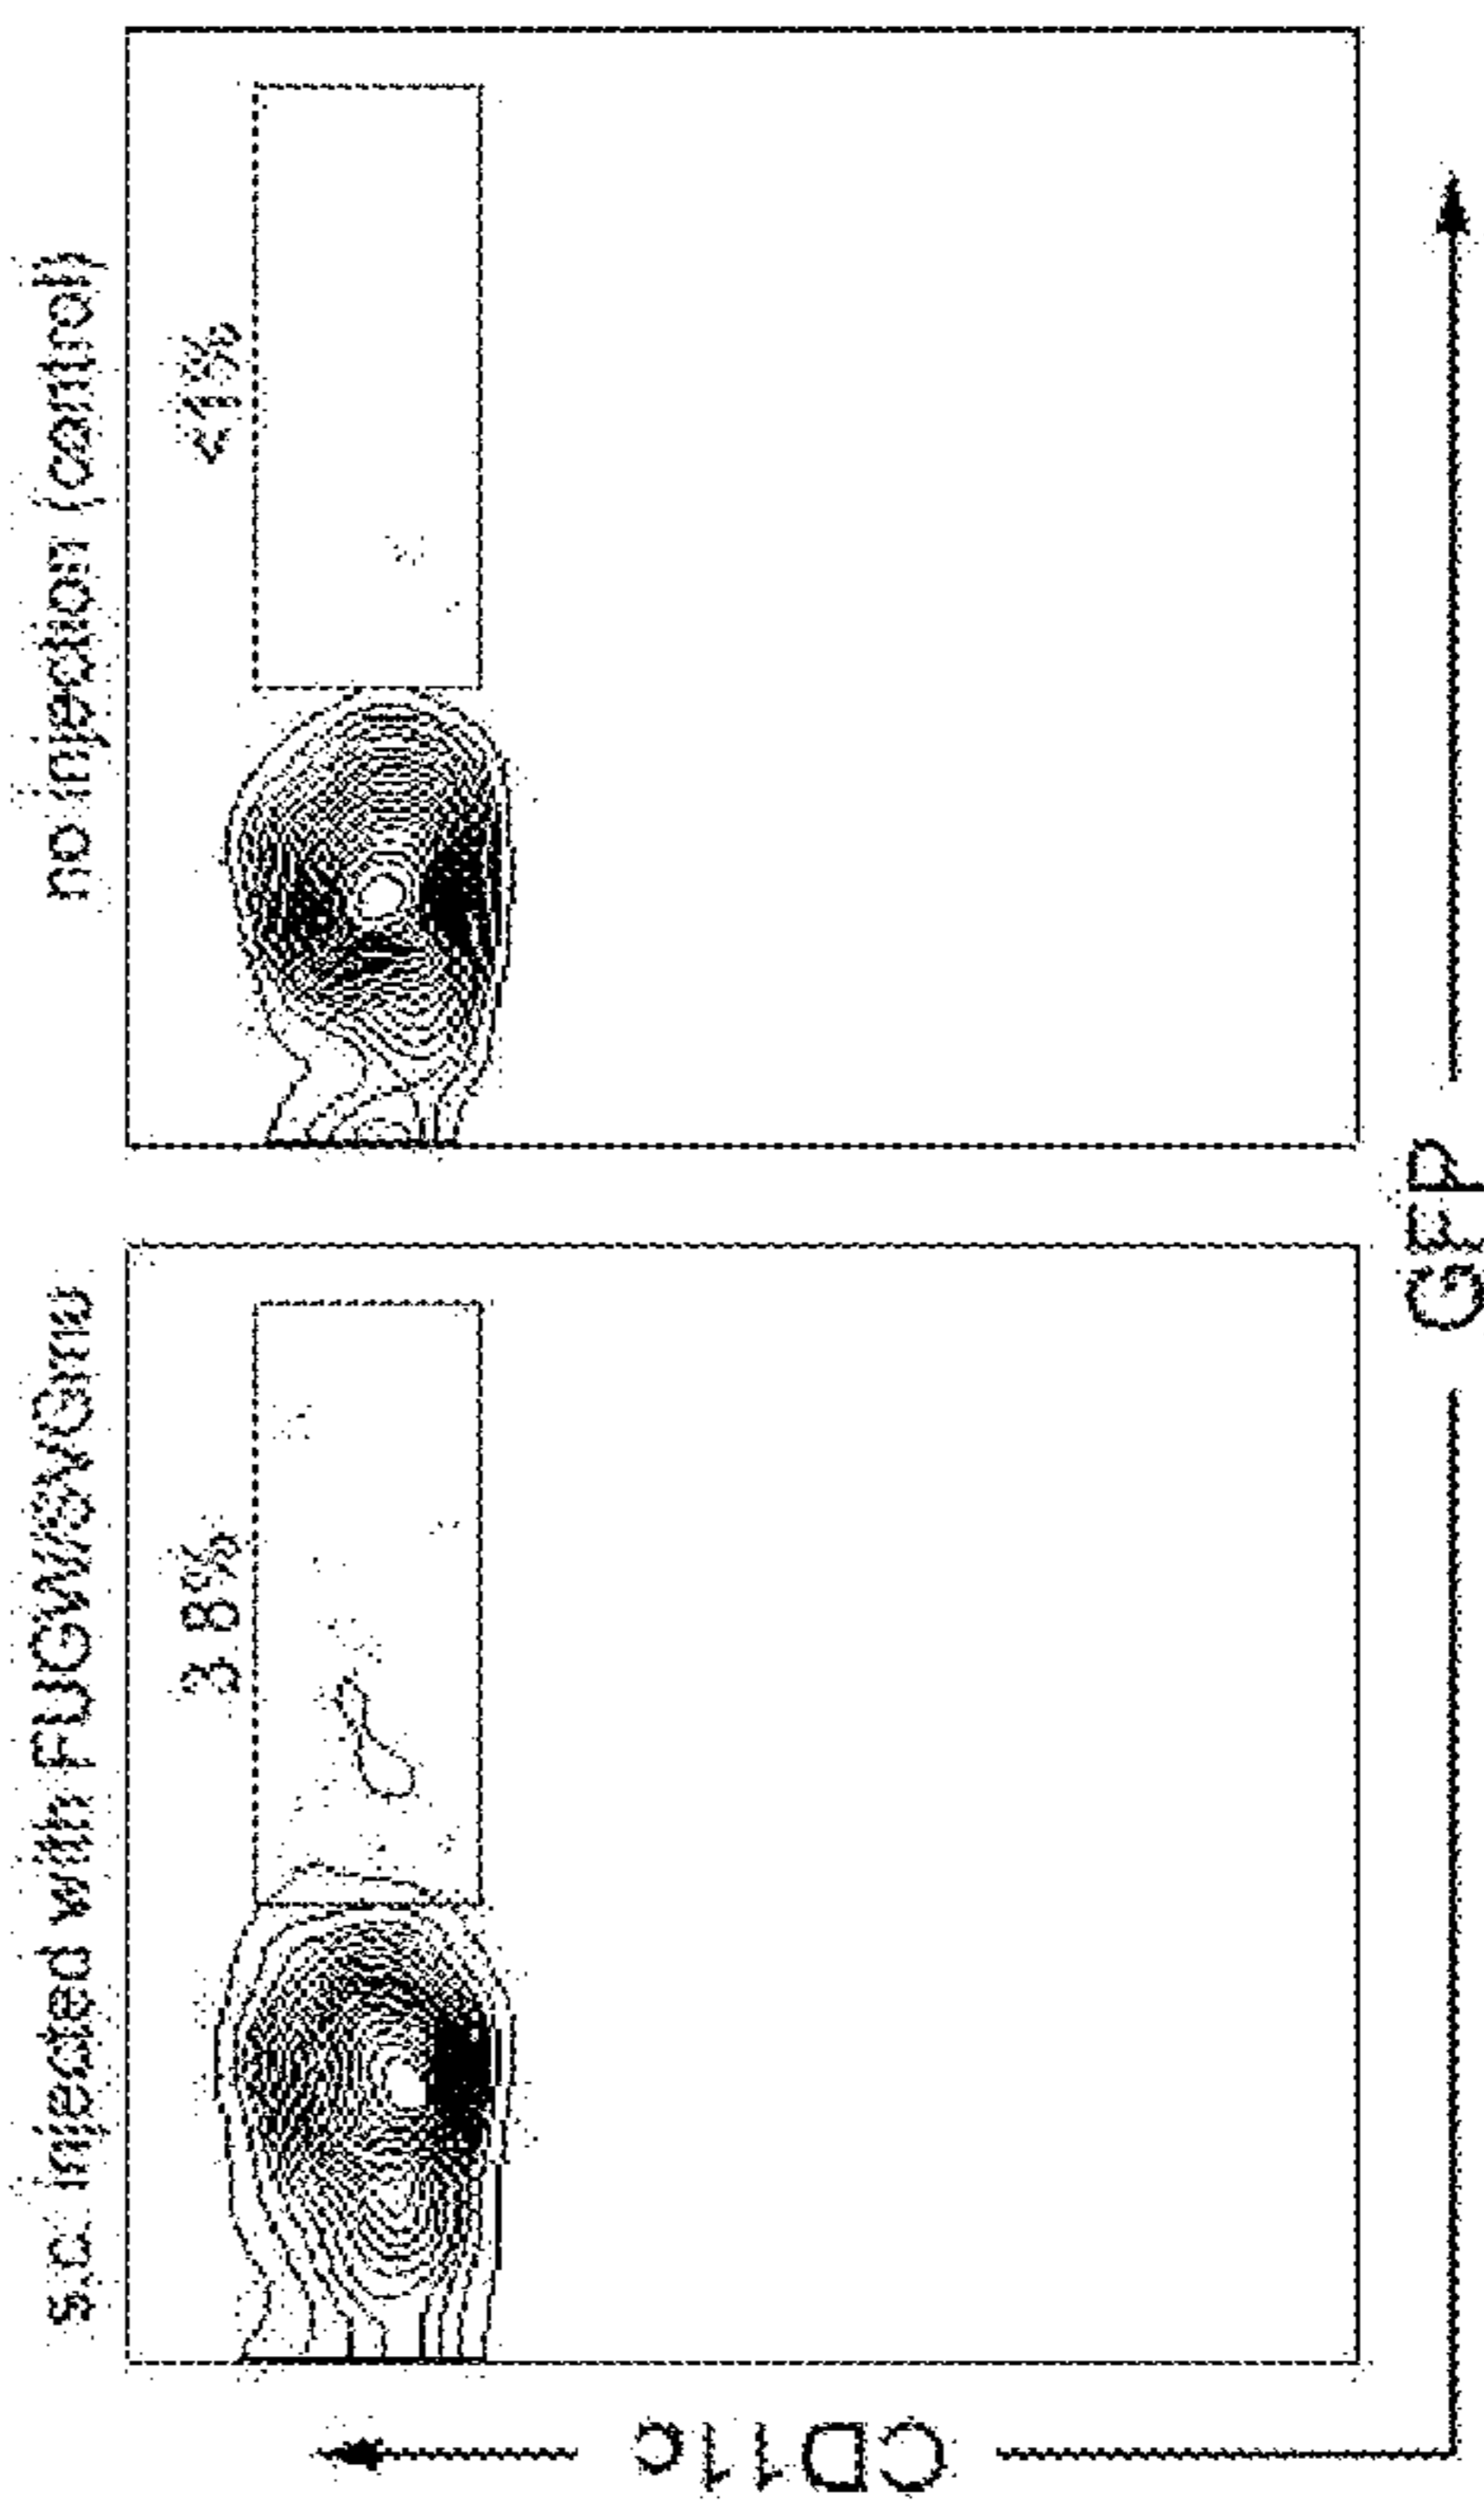 s.c. injected with FUGW/SVGmu
no injection (control)
3.8%
<1%
CD11c
GFP